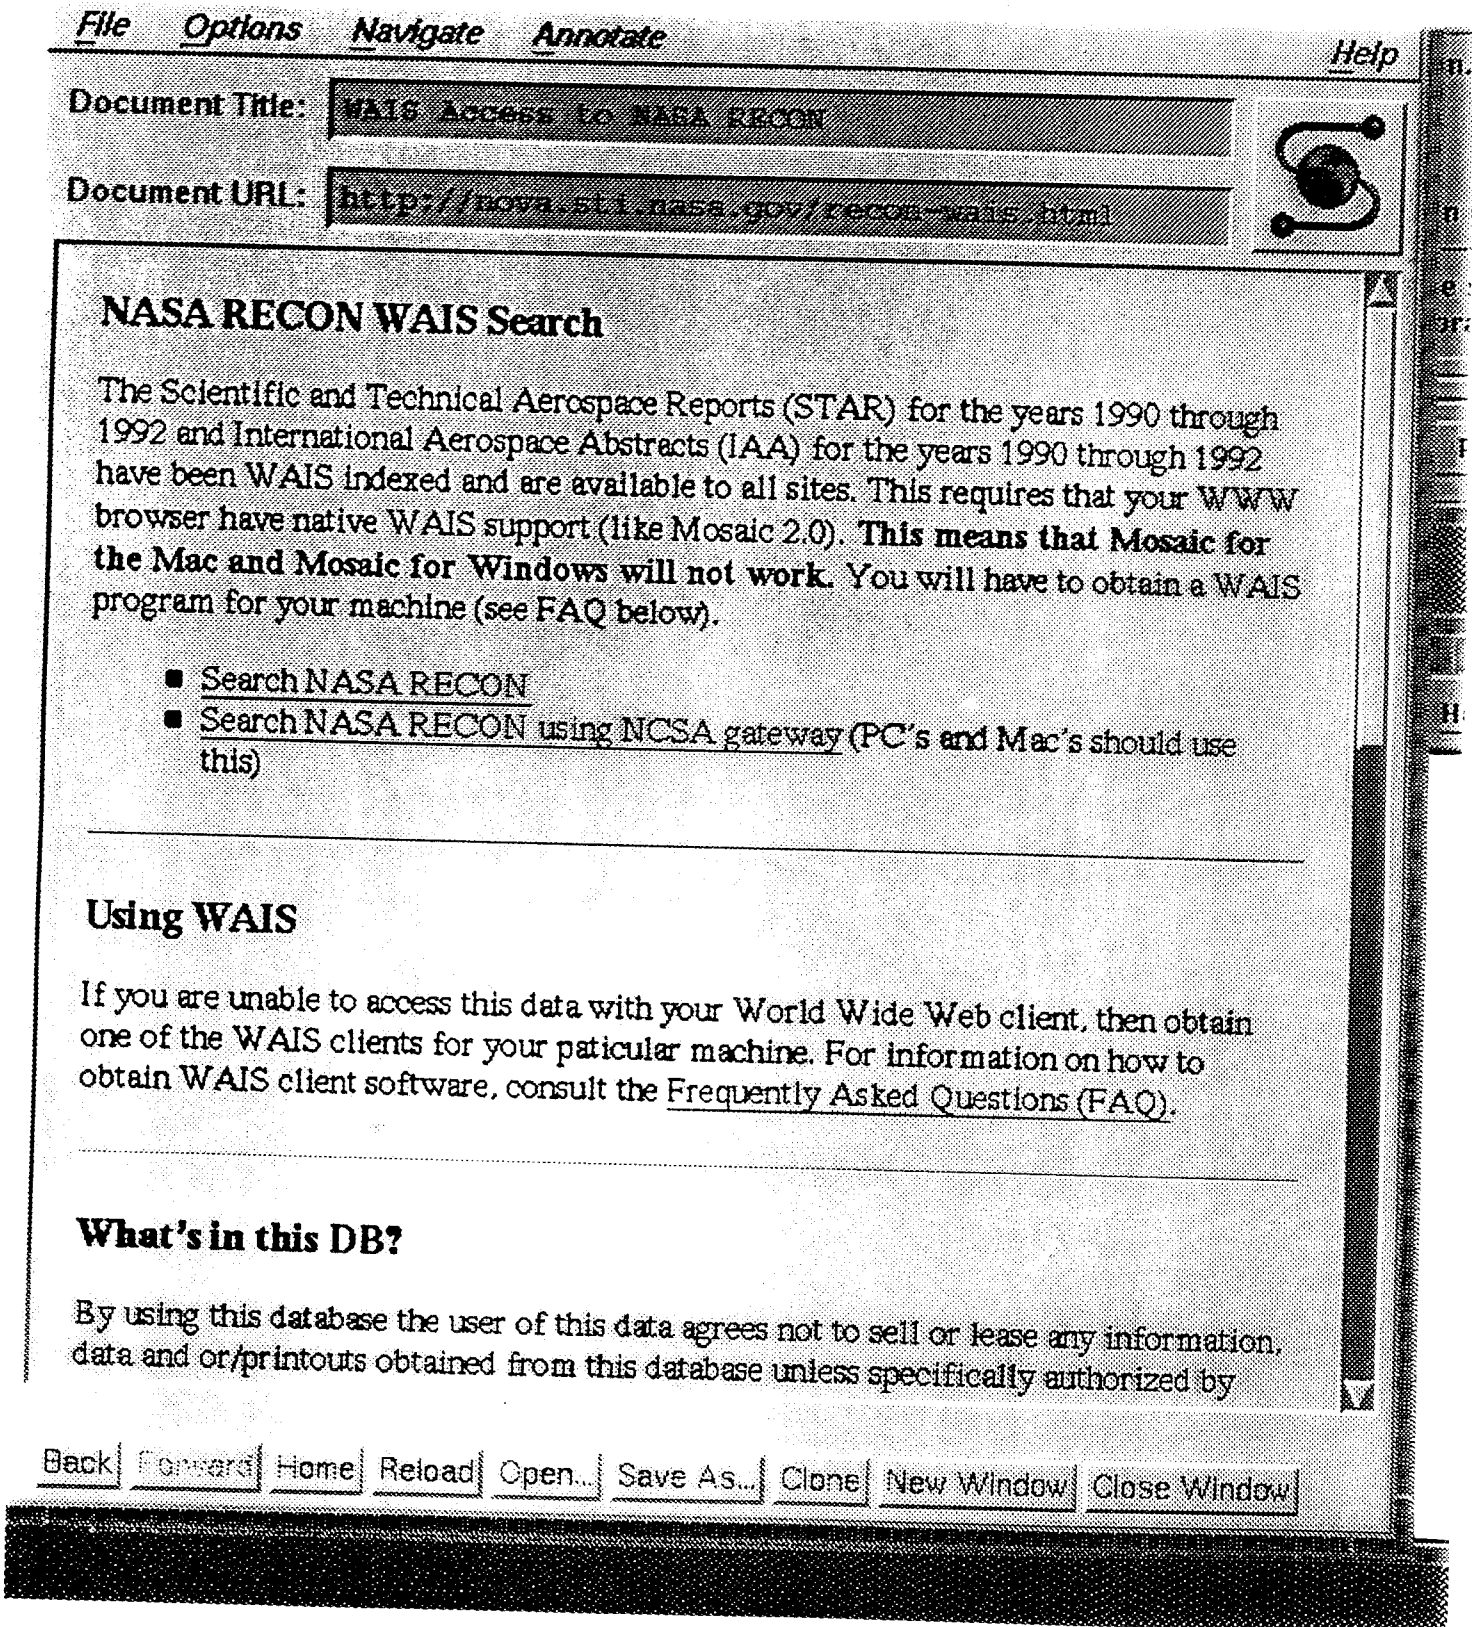 File Options Navigate Annotate Help
Document Title: WAIS Access to NASA RECON
Document URL: http://nova.sti.nasa.gov/recon-wais.html
NASA RECON WAIS Search
The Scientific and Technical Aerospace Reports (STAR) for the years 1990 through
1992 and International Aerospace Abstracts (IAA) for the years 1990 through 1992
have been WAIS indexed and are available to all sites. This requires that your WWW
browser have native WAIS support (like Mosaic 2.0). This means that Mosaic for
the Mac and Mosaic for Windows will not work. You will have to obtain a WAIS
program for your machine (see FAQ below).
Search NASA RECON
Search NASA RECON using NCSA gateway (PC's and Mac's should use
this)
Using WAIS
If you are unable to access this data with your World Wide Web client, then obtain
one of the WAIS clients for your paticular machine. For information on how to
obtain WAIS client software, consult the Frequently Asked Questions (FAQ).
What's in this DB?
By using this database the user of this data agrees not to sell or lease any information,
data and or/printouts obtained from this database unless specifically authorized by
Back Forward Home Reload Open... Save As... Clone New Window Close Window